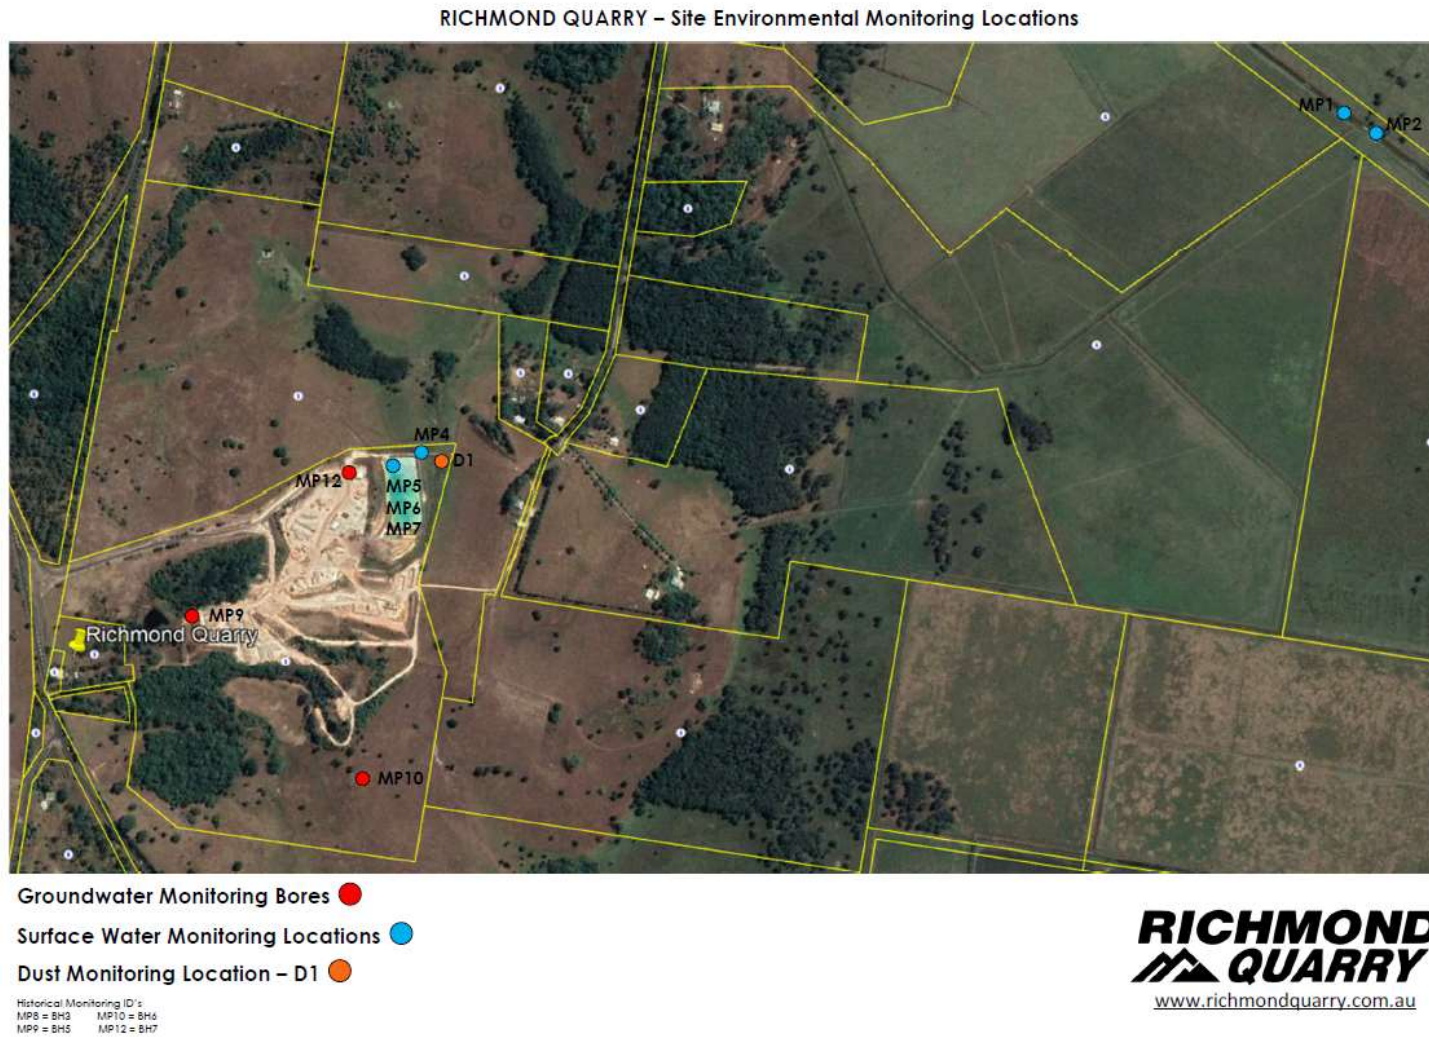 RICHMOND QUARRY – Site Environmental Monitoring Locations
MP1
MP2
MP4
D1
MP12
MP5
MP6
MP7
MP9
Richmond Quarry
MP10
Groundwater Monitoring Bores
Surface Water Monitoring Locations
Dust Monitoring Location – D1
Historical Monitoring ID's
MP8 = BH3 MP10 = BH6
MP9 = BH5 MP12 = BH7
RICHMOND
QUARRY
www.richmondquarry.com.au